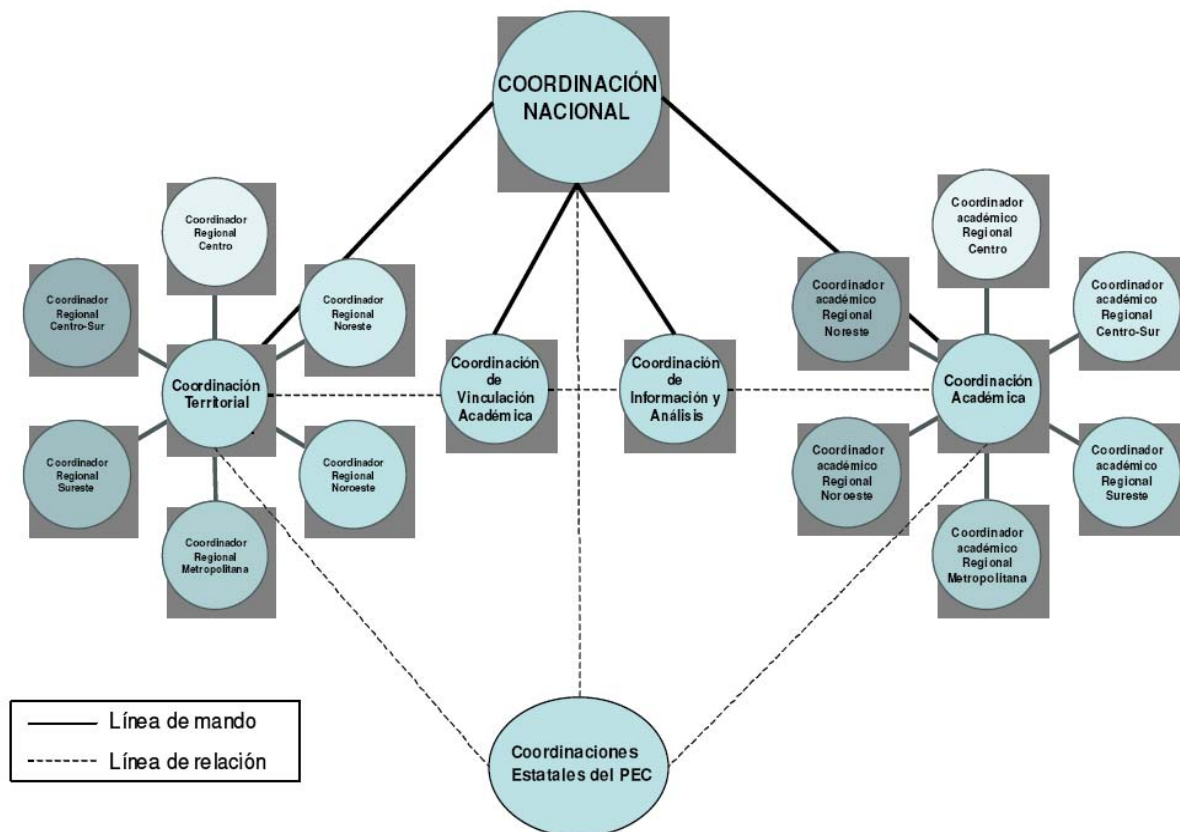 COORDINACIÓN
NACIONAL
Coordinador
Regional
Centro
Coordinador
Regional
Centro-Sur
Coordinador
Regional
Noreste
Coordinación
Territorial
Coordinador
Regional
Sureste
Coordinador
Regional
Noroeste
Coordinador
Regional
Metropolitana
Coordinación
de
Vinculación
Académica
Coordinación
de
Información y
Análisis
Coordinador
académico
Regional
Centro
Coordinador
académico
Regional
Noreste
Coordinador
académico
Regional
Centro-Sur
Coordinación
Académica
Coordinador
académico
Regional
Noroeste
Coordinador
académico
Regional
Sureste
Coordinador
académico
Regional
Metropolitana
Línea de mando
Línea de relación
Coordinaciones
Estatales del PEC